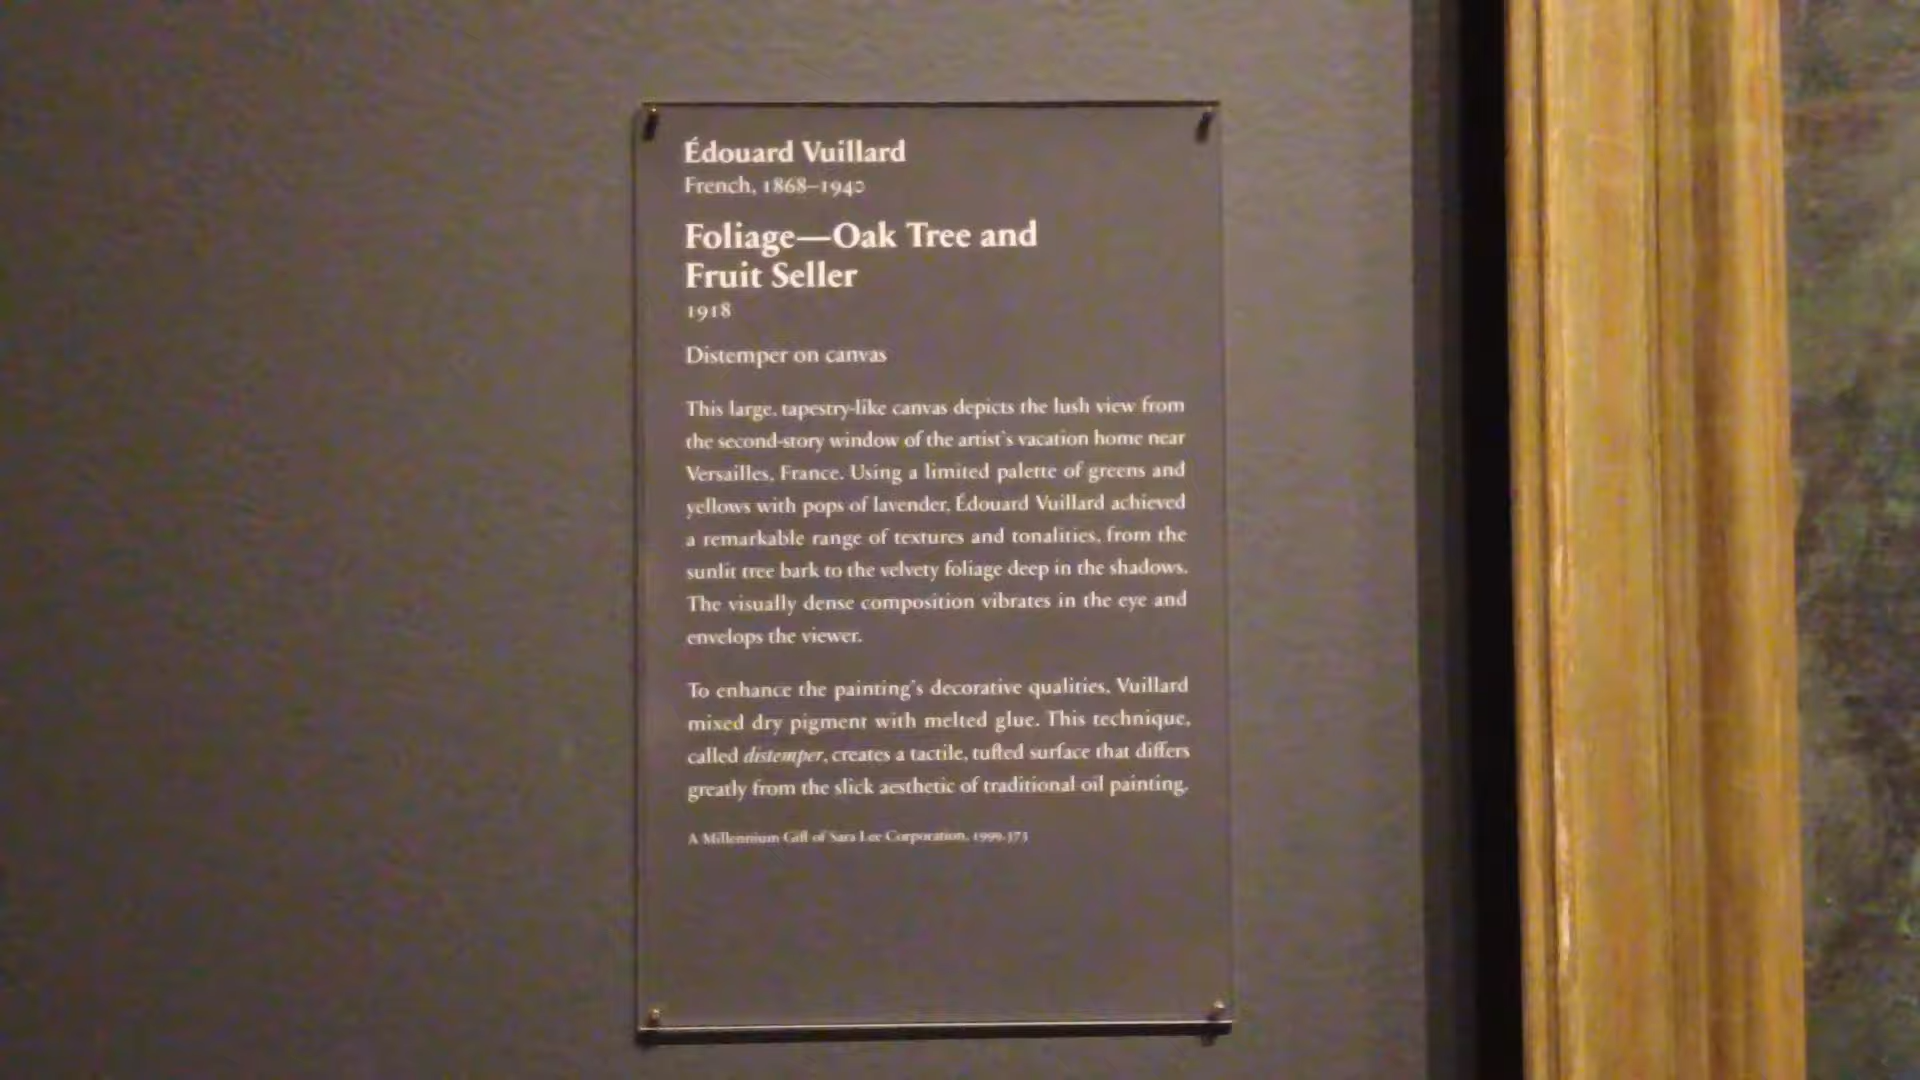 Édouard Vuillard
French, 1868–1940
Foliage—Oak Tree and
Fruit Seller
1918
Distemper on canvas
This large, tapestry-like canvas depicts the lush view from
the second-story window of the artist's vacation home near
Versailles, France. Using a limited palette of greens and
yellows with pops of lavender, Édouard Vuillard achieved
a remarkable range of textures and tonalities, from the
sunlit tree bark to the velvety foliage deep in the shadows.
The visually dense composition vibrates in the eye and
envelops the viewer.
To enhance the painting's decorative qualities, Vuillard
mixed dry pigment with melted glue. This technique,
called distemper, creates a tactile, tufted surface that differs
greatly from the slick aesthetic of traditional oil painting.
A Millennium Gift of Sara Lee Corporation, 1999.373